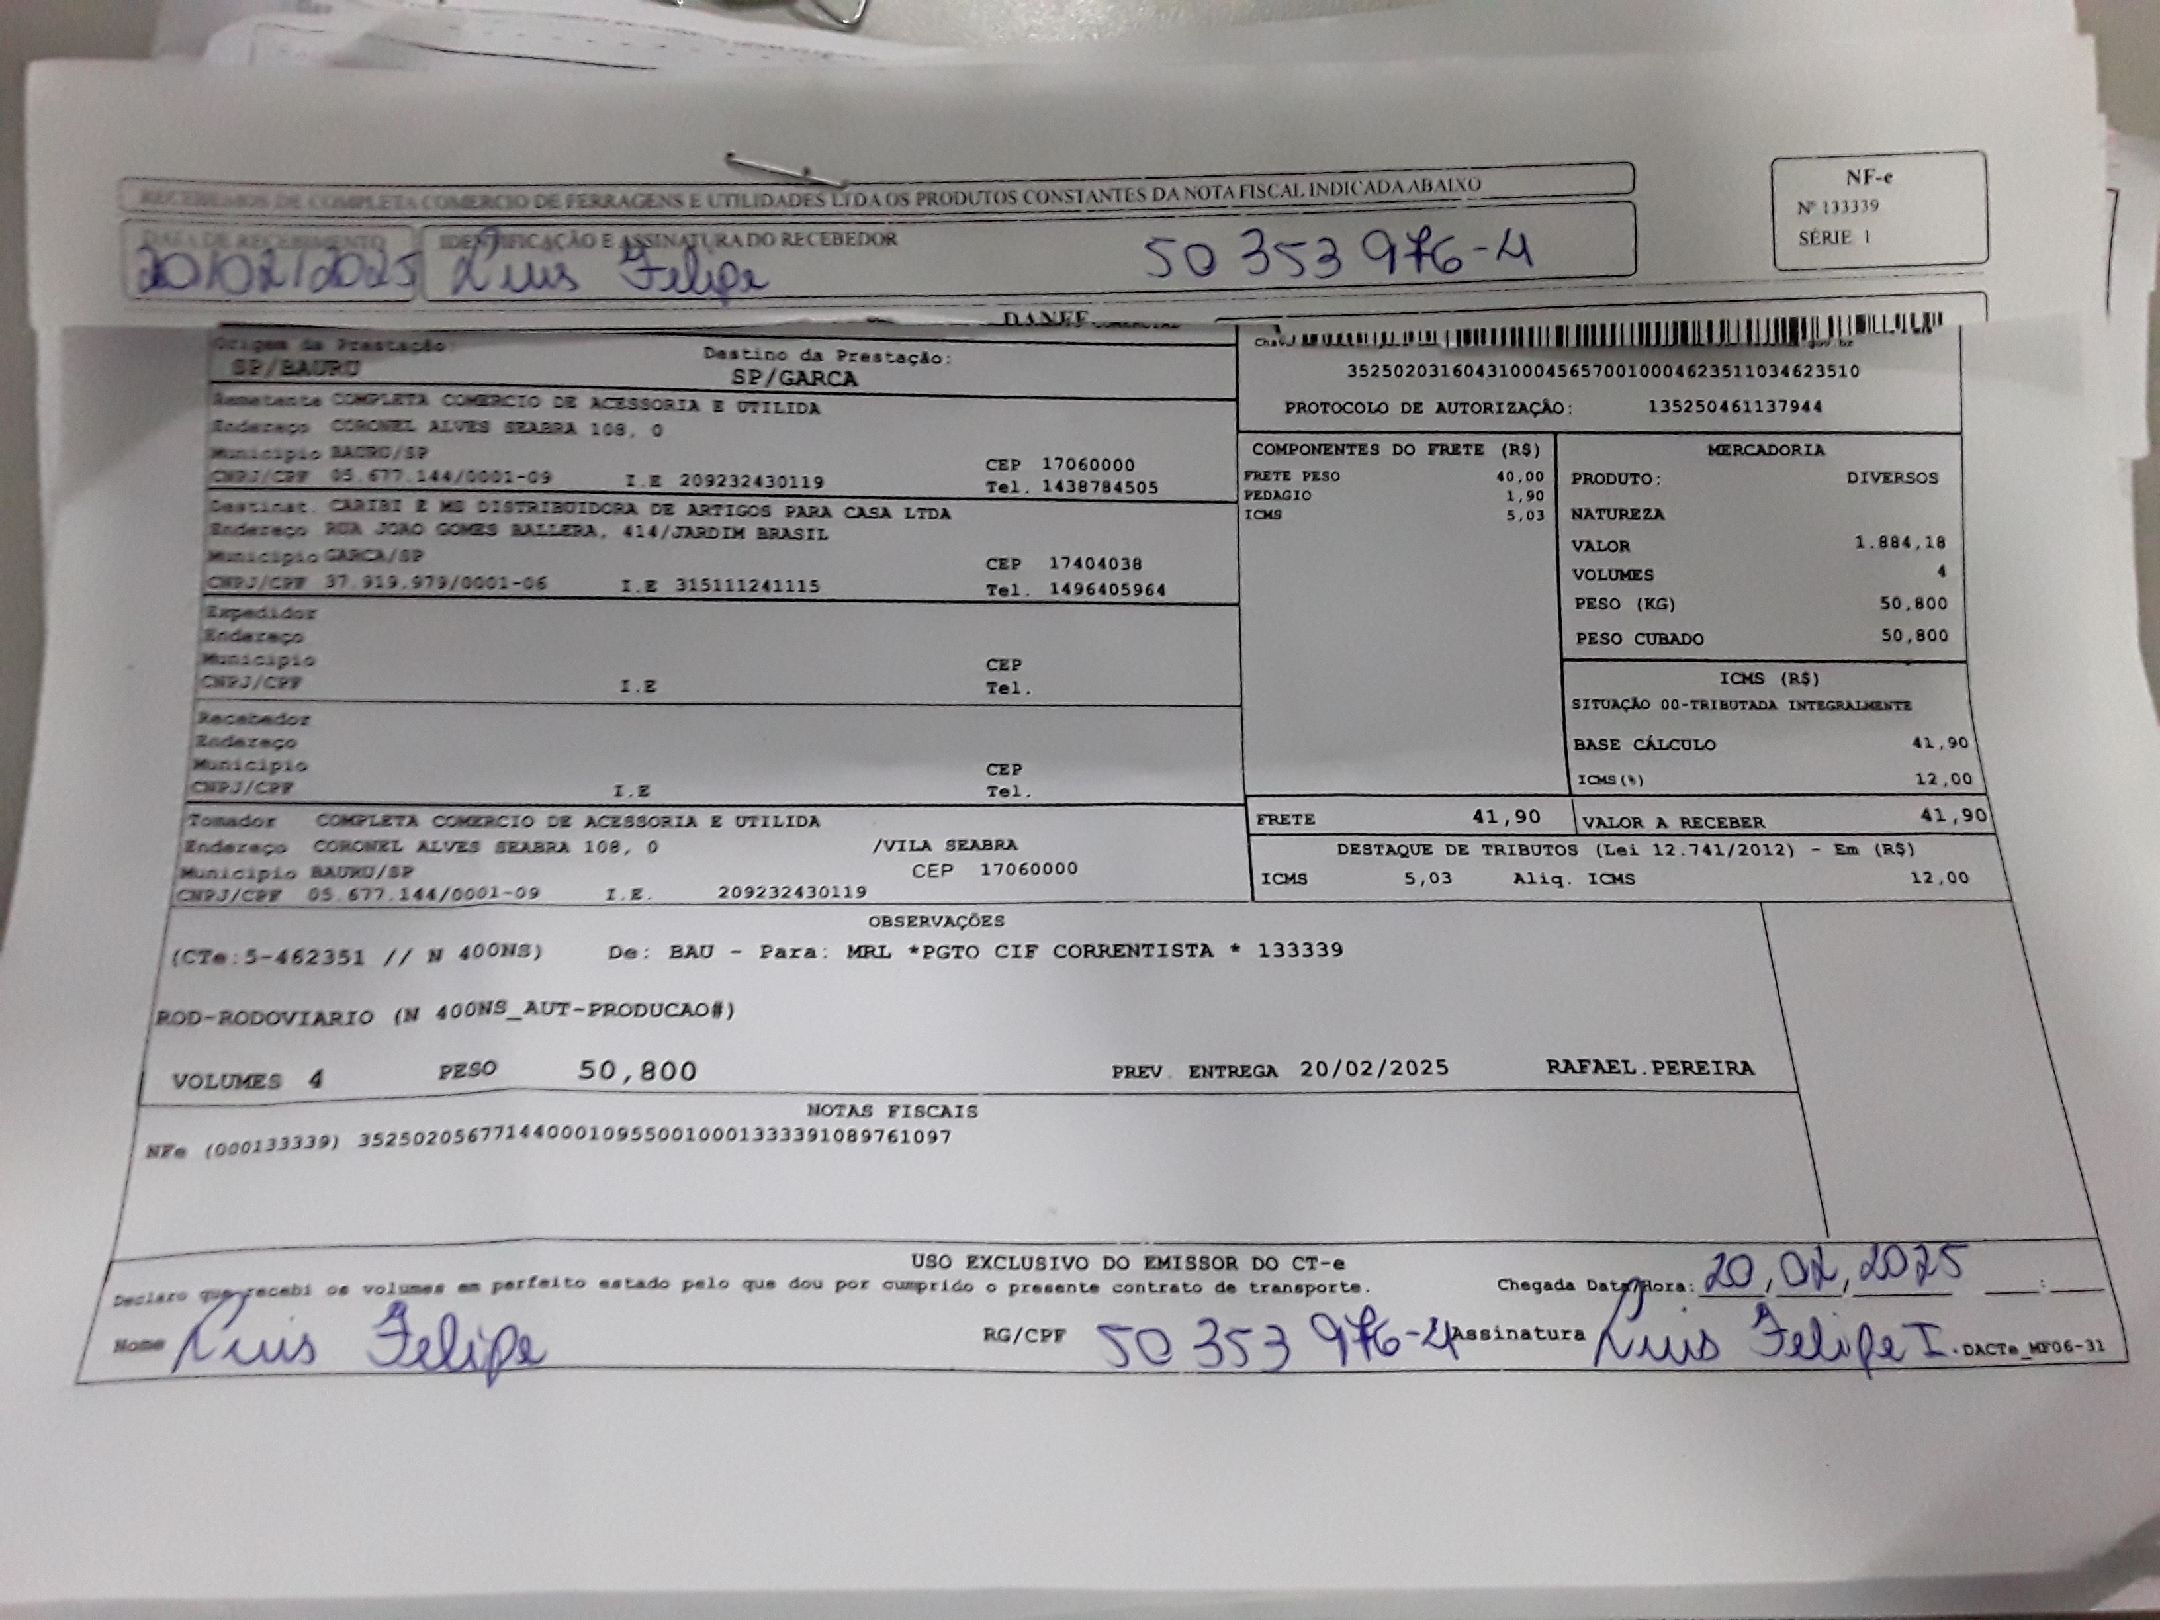 RECEBEMOS DE COMPLETA COMERCIO DE FERRAGENS E UTILIDADES LTDA OS PRODUTOS CONSTANTES DA NOTA FISCAL INDICADA ABAIXO
NF-e
Nº 133339
SÉRIE 1
DATA DE RECEBIMENTO
20/02/2025
IDENTIFICAÇÃO E ASSINATURA DO RECEBEDOR
Luis Felipe 50 353 976-4
DANFE
Origem da Prestação: Destino da Prestação:
SP/BAURU SP/GARCA
35250203160431000456570010004623511034623510
PROTOCOLO DE AUTORIZAÇÃO: 135250461137944
Remetente COMPLETA COMERCIO DE ACESSORIA E UTILIDA
Endereço CORONEL ALVES SEABRA 108, 0
Municipio BAURU/SP CEP 17060000
CNPJ/CPF 05.677.144/0001-09 I.E 209232430119 Tel. 1438784505
Destinat. CARIBI E MS DISTRIBUIDORA DE ARTIGOS PARA CASA LTDA
Endereço RUA JOAO GOMES BALLERA, 414/JARDIM BRASIL
Municipio GARCA/SP CEP 17404038
CNPJ/CPF 37.919.979/0001-06 I.E 315111241115 Tel. 1496405964
Expedidor
Endereço
Municipio CEP
CNPJ/CPF I.E Tel.
Recebedor
Endereço
Municipio CEP
CNPJ/CPF I.E Tel.
Tomador COMPLETA COMERCIO DE ACESSORIA E UTILIDA
Endereço CORONEL ALVES SEABRA 108, 0 /VILA SEABRA
Municipio BAURU/SP CEP 17060000
CNPJ/CPF 05.677.144/0001-09 I.E. 209232430119
COMPONENTES DO FRETE (R$)
FRETE PESO 40,00
PEDAGIO 1,90
ICMS 5,03
MERCADORIA
PRODUTO: DIVERSOS
NATUREZA
VALOR 1.884,18
VOLUMES 4
PESO (KG) 50,800
PESO CUBADO 50,800
ICMS (R$)
SITUAÇÃO 00-TRIBUTADA INTEGRALMENTE
BASE CÁLCULO 41,90
ICMS(%) 12,00
FRETE 41,90 VALOR A RECEBER 41,90
DESTAQUE DE TRIBUTOS (Lei 12.741/2012) - Em (R$)
ICMS 5,03 Aliq. ICMS 12,00
OBSERVAÇÕES
(CTe:5-462351 // N 400NS) De: BAU - Para: MRL *PGTO CIF CORRENTISTA * 133339
ROD-RODOVIARIO (N 400NS_AUT-PRODUCAO#)
VOLUMES 4 PESO 50,800 PREV. ENTREGA 20/02/2025 RAFAEL.PEREIRA
NOTAS FISCAIS
NFe (000133339) 35250205677144000109550010001333391089761097
USO EXCLUSIVO DO EMISSOR DO CT-e
Declaro que recebi os volumes em perfeito estado pelo que dou por cumprido o presente contrato de transporte. Chegada Data/Hora: 20,02,2025 __:__
Nome Luis Felipe RG/CPF 50 353 976-4 Assinatura Luis Felipe I. DACTe_MF06-31